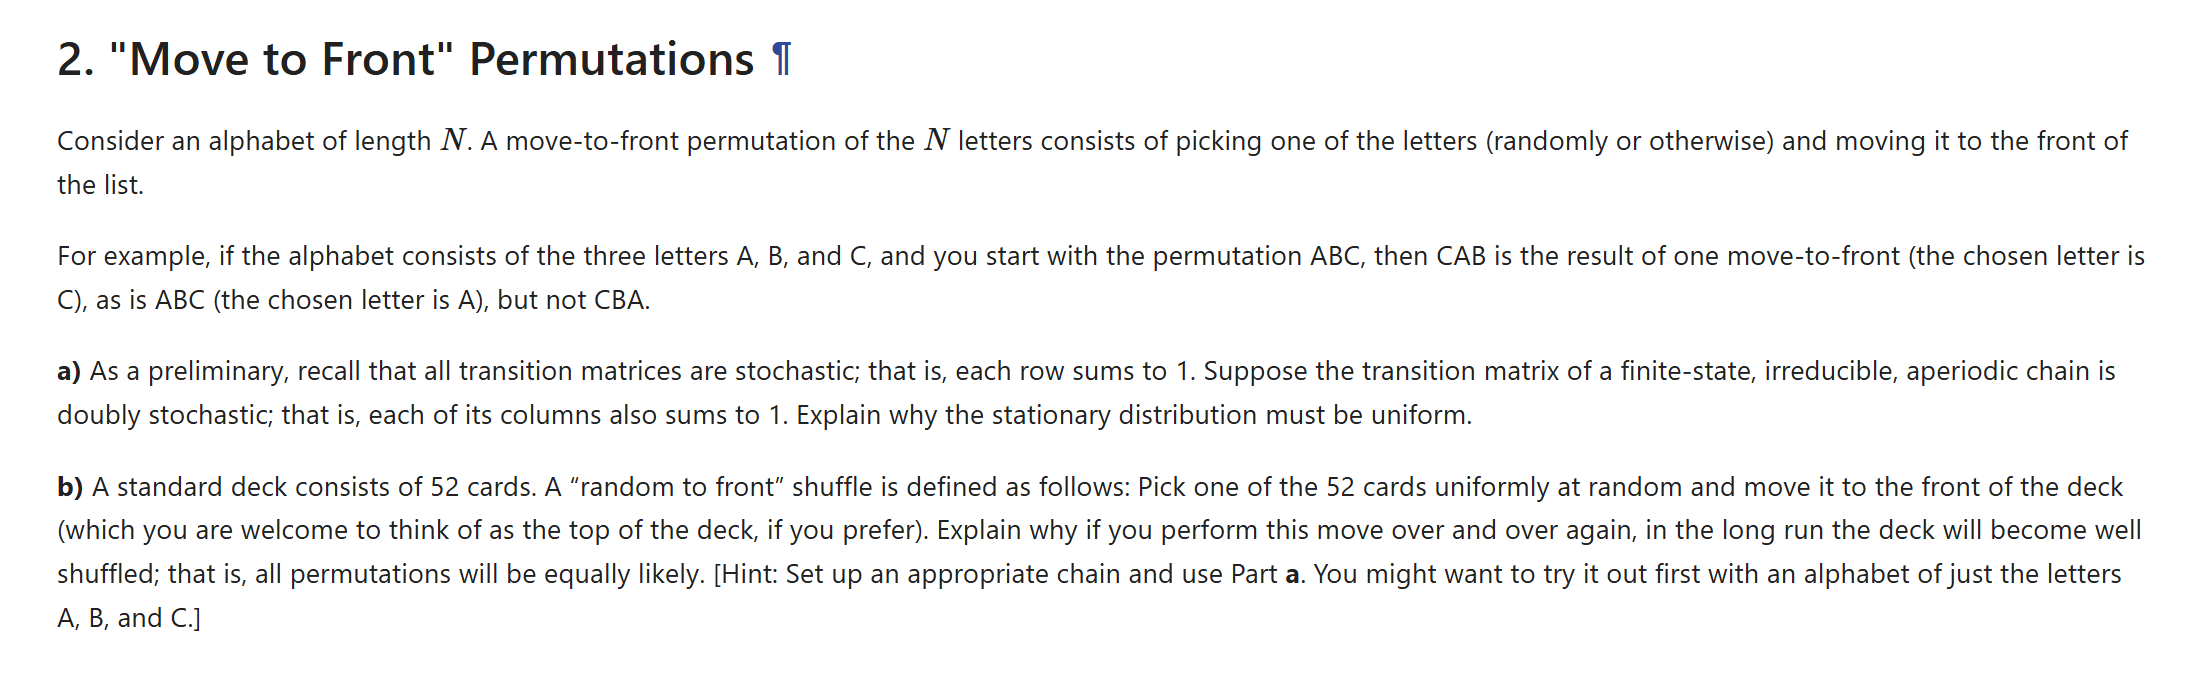 2. "Move to Front" Permutations ¶
Consider an alphabet of length N. A move-to-front permutation of the N letters consists of picking one of the letters (randomly or otherwise) and moving it to the front of
the list.
For example, if the alphabet consists of the three letters A, B, and C, and you start with the permutation ABC, then CAB is the result of one move-to-front (the chosen letter is
C), as is ABC (the chosen letter is A), but not CBA.
a) As a preliminary, recall that all transition matrices are stochastic; that is, each row sums to 1. Suppose the transition matrix of a finite-state, irreducible, aperiodic chain is
doubly stochastic; that is, each of its columns also sums to 1. Explain why the stationary distribution must be uniform.
b) A standard deck consists of 52 cards. A “random to front” shuffle is defined as follows: Pick one of the 52 cards uniformly at random and move it to the front of the deck
(which you are welcome to think of as the top of the deck, if you prefer). Explain why if you perform this move over and over again, in the long run the deck will become well
shuffled; that is, all permutations will be equally likely. [Hint: Set up an appropriate chain and use Part a. You might want to try it out first with an alphabet of just the letters
A, B, and C.]